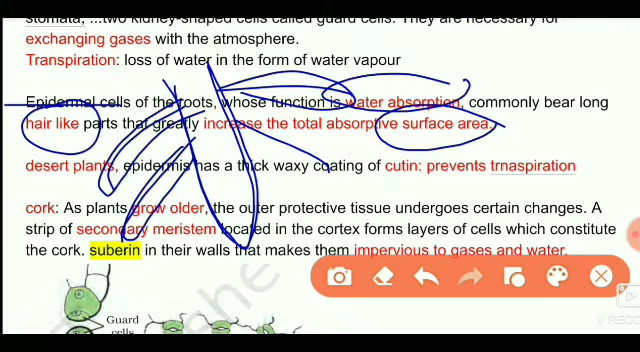 stomata, ...two kidney-shaped cells called guard cells. They are necessary for
exchanging gases with the atmosphere.
Transpiration: loss of water in the form of water vapour
Epidermal cells of the roots, whose function is water absorption, commonly bear long
hair like parts that greatly increase the total absorptive surface area.
desert plants, epidermis has a thick waxy coating of cutin: prevents trnaspiration
cork: As plants grow older, the outer protective tissue undergoes certain changes. A
strip of secondary meristem located in the cortex forms layers of cells which constitute
the cork. suberin in their walls that makes them impervious to gases and water.
Guard
cells